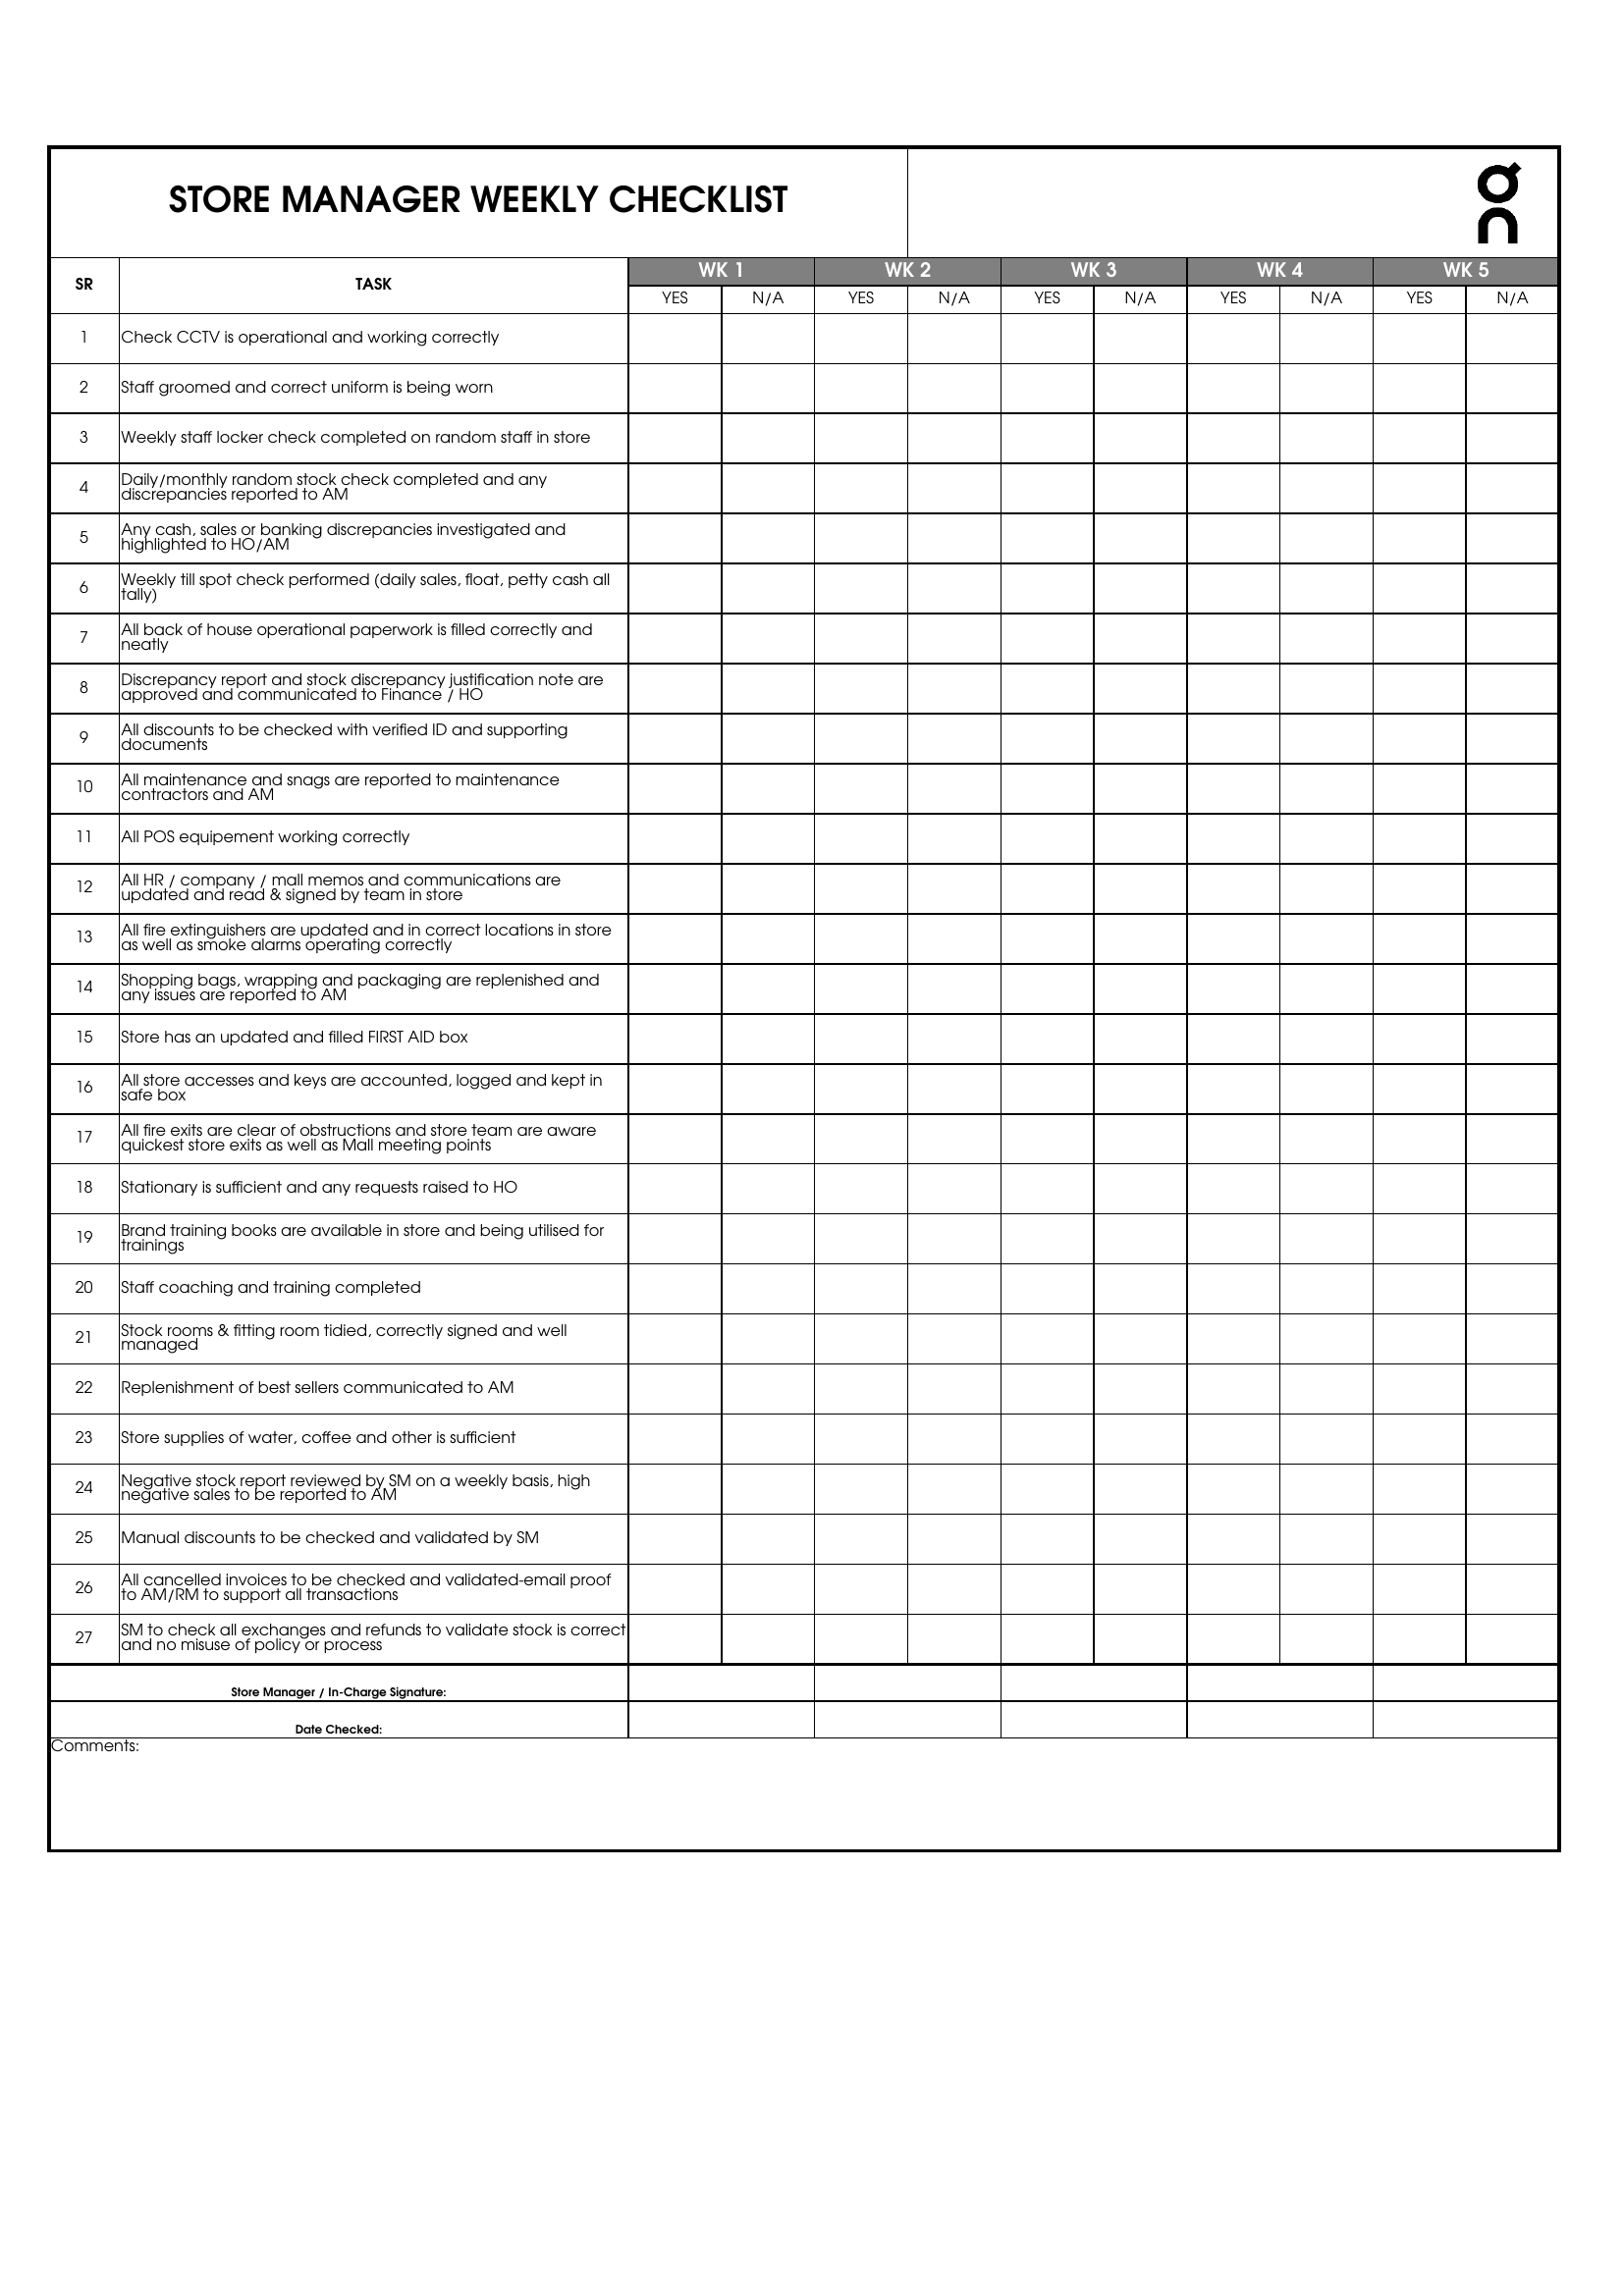 STORE MANAGER WEEKLY CHECKLIST
on
SR TASK WK 1 WK 2 WK 3 WK 4 WK 5
YES N/A YES N/A YES N/A YES N/A YES N/A
1 Check CCTV is operational and working correctly
2 Staff groomed and correct uniform is being worn
3 Weekly staff locker check completed on random staff in store
4 Daily/monthly random stock check completed and any
discrepancies reported to AM
5 Any cash, sales or banking discrepancies investigated and
highlighted to HO/AM
6 Weekly till spot check performed (daily sales, float, petty cash all
tally)
7 All back of house operational paperwork is filled correctly and
neatly
8 Discrepancy report and stock discrepancy justification note are
approved and communicated to Finance / HO
9 All discounts to be checked with verified ID and supporting
documents
10 All maintenance and snags are reported to maintenance
contractors and AM
11 All POS equipement working correctly
12 All HR / company / mall memos and communications are
updated and read & signed by team in store
13 All fire extinguishers are updated and in correct locations in store
as well as smoke alarms operating correctly
14 Shopping bags, wrapping and packaging are replenished and
any issues are reported to AM
15 Store has an updated and filled FIRST AID box
16 All store accesses and keys are accounted, logged and kept in
safe box
17 All fire exits are clear of obstructions and store team are aware
quickest store exits as well as Mall meeting points
18 Stationary is sufficient and any requests raised to HO
19 Brand training books are available in store and being utilised for
trainings
20 Staff coaching and training completed
21 Stock rooms & fitting room tidied, correctly signed and well
managed
22 Replenishment of best sellers communicated to AM
23 Store supplies of water, coffee and other is sufficient
24 Negative stock report reviewed by SM on a weekly basis, high
negative sales to be reported to AM
25 Manual discounts to be checked and validated by SM
26 All cancelled invoices to be checked and validated-email proof
to AM/RM to support all transactions
27 SM to check all exchanges and refunds to validate stock is correct
and no misuse of policy or process
Store Manager / In-Charge Signature:
Date Checked:
Comments: